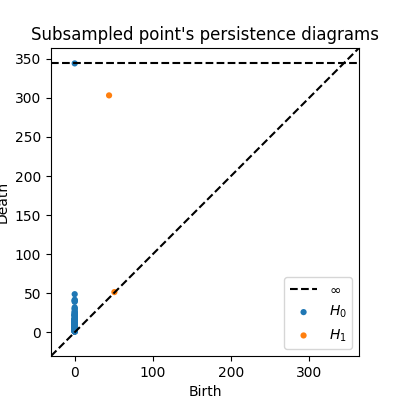 Subsampled point's persistence diagrams
350
300
250
200
150
100
50
0
Death
0 100 200 300
Birth
∞
H₀
H₁